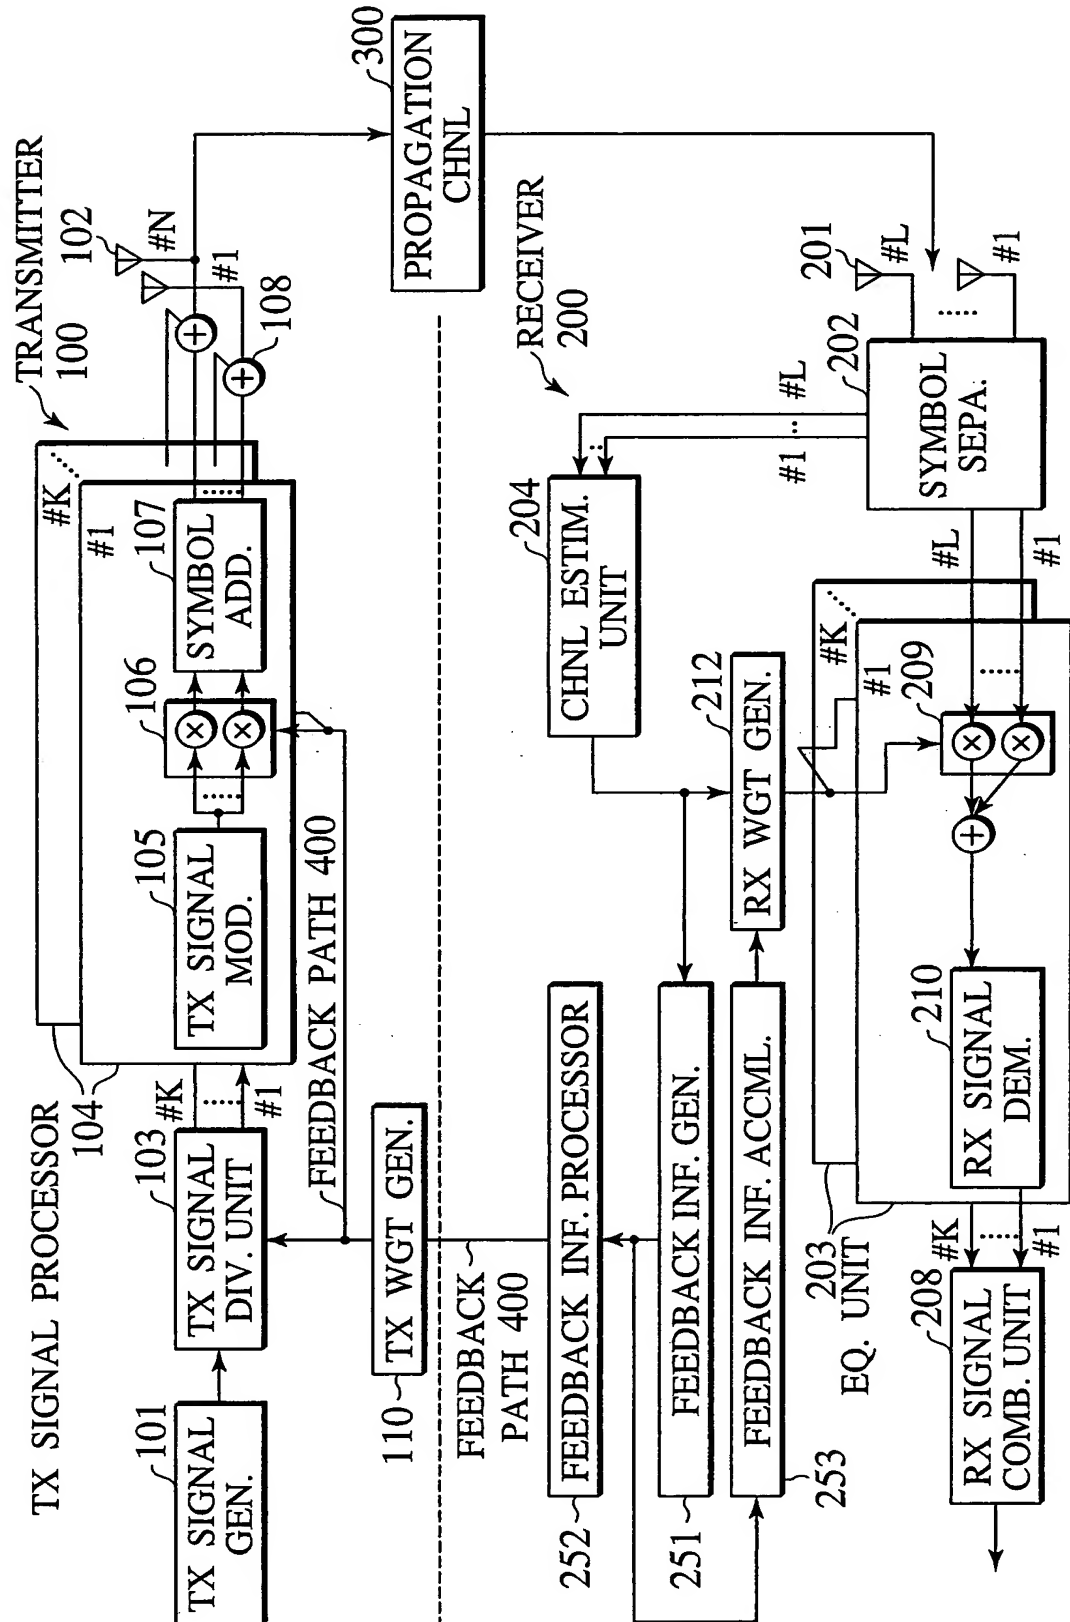 TX SIGNAL PROCESSOR
TRANSMITTER
100
101
TX SIGNAL
GEN.
103
TX SIGNAL
DIV. UNIT
#K
#1
104
105
TX SIGNAL
MOD.
106
107
SYMBOL
ADD.
#K
#1
102
#N
#1
108
FEEDBACK PATH 400
110
TX WGT GEN.
300
PROPAGATION
CHNL
FEEDBACK
PATH 400
RECEIVER
200
252
FEEDBACK INF. PROCESSOR
251
FEEDBACK INF. GEN.
253
FEEDBACK INF. ACCML.
204
CHNL ESTIM.
UNIT
#L
#1
212
RX WGT GEN.
201
#L
#1
202
SYMBOL
SEPA.
#L
#1
#K
#1
209
210
RX SIGNAL
DEM.
203
EQ. UNIT
#K
#1
208
RX SIGNAL
COMB. UNIT